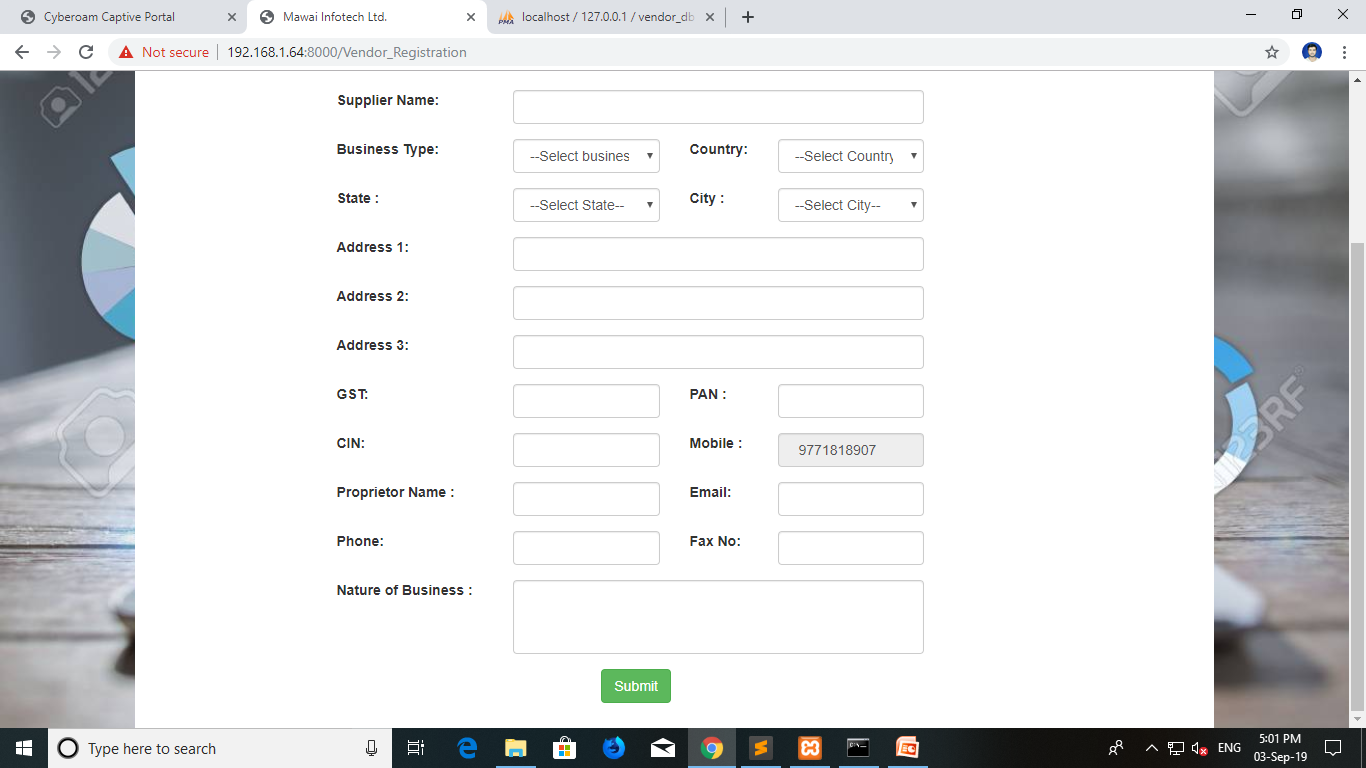 Cyberoam Captive Portal
Mawai Infotech Ltd.
PMA localhost / 127.0.0.1 / vendor_db
Not secure 192.168.1.64:8000/Vendor_Registration
Supplier Name:
Business Type: --Select busines Country: --Select Country
State : --Select State-- City : --Select City--
Address 1:
Address 2:
Address 3:
GST: PAN :
CIN: Mobile : 9771818907
Proprietor Name : Email:
Phone: Fax No:
Nature of Business :
Submit
123RF
Type here to search
ENG
5:01 PM
03-Sep-19